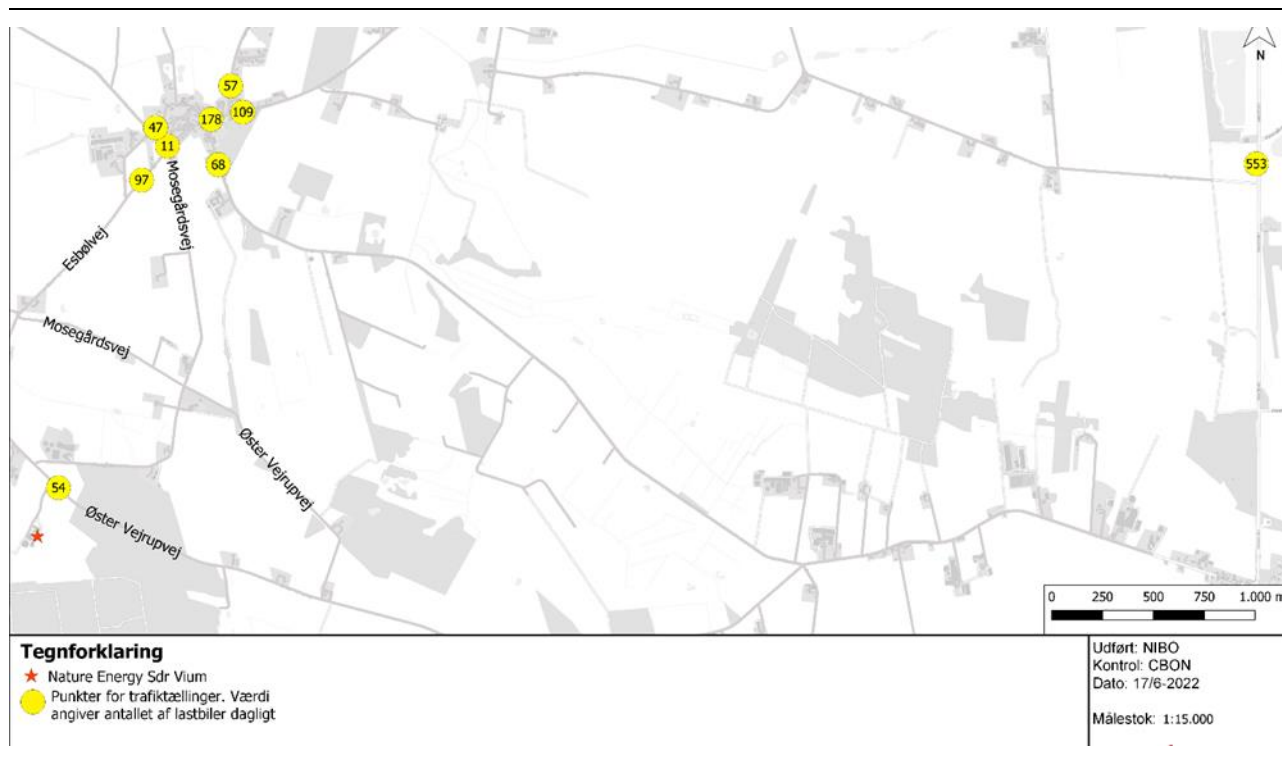 N
57
109
178
47
11
68
97
553
Mosegårdsvej
Esbølvej
Mosegårdsvej
Øster Vejrupvej
54
Øster Vejrupvej
0 250 500 750 1.000 m
Tegnforklaring
Nature Energy Sdr Vium
Punkter for trafiktællinger. Værdi
angiver antallet af lastbiler dagligt
Udført: NIBO
Kontrol: CBON
Dato: 17/6-2022
Målestok: 1:15.000